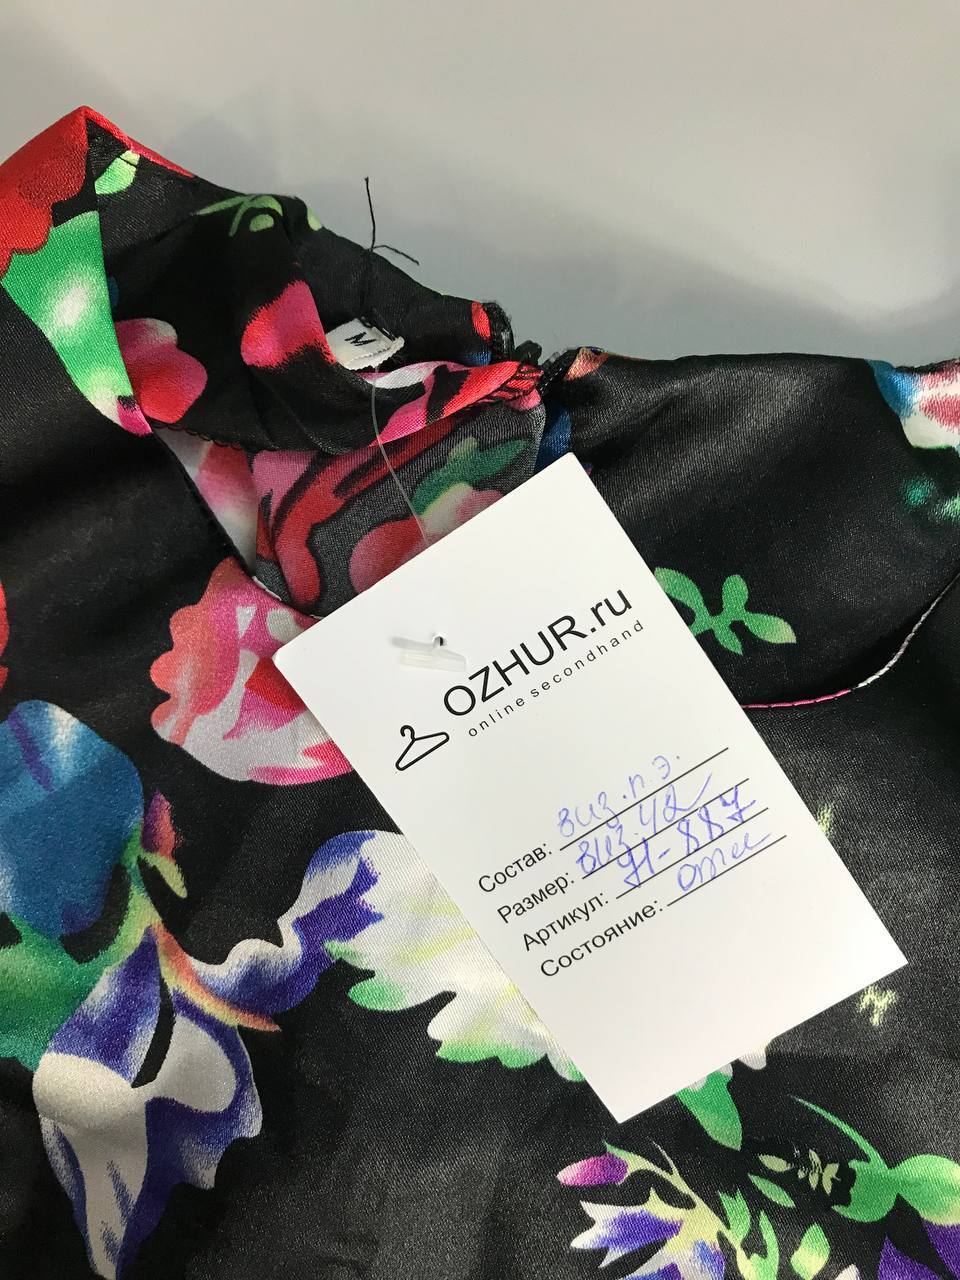 M
OZHUR.ru
online secondhand
Состав: виз. п.э.
Размер: виз. 42
Артикул: Н-887
Состояние: отл